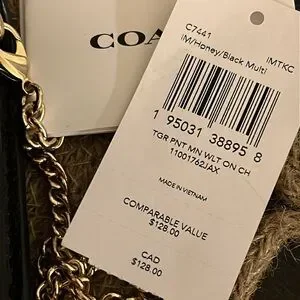 COA
C7441
IM/Honey/Black Multi
IMTKC
1 95031 38895 8
TGR PNT MN WLT ON CH
11001762JAX
MADE IN VIETNAM
COMPARABLE VALUE
$128.00
CAD
$128.00